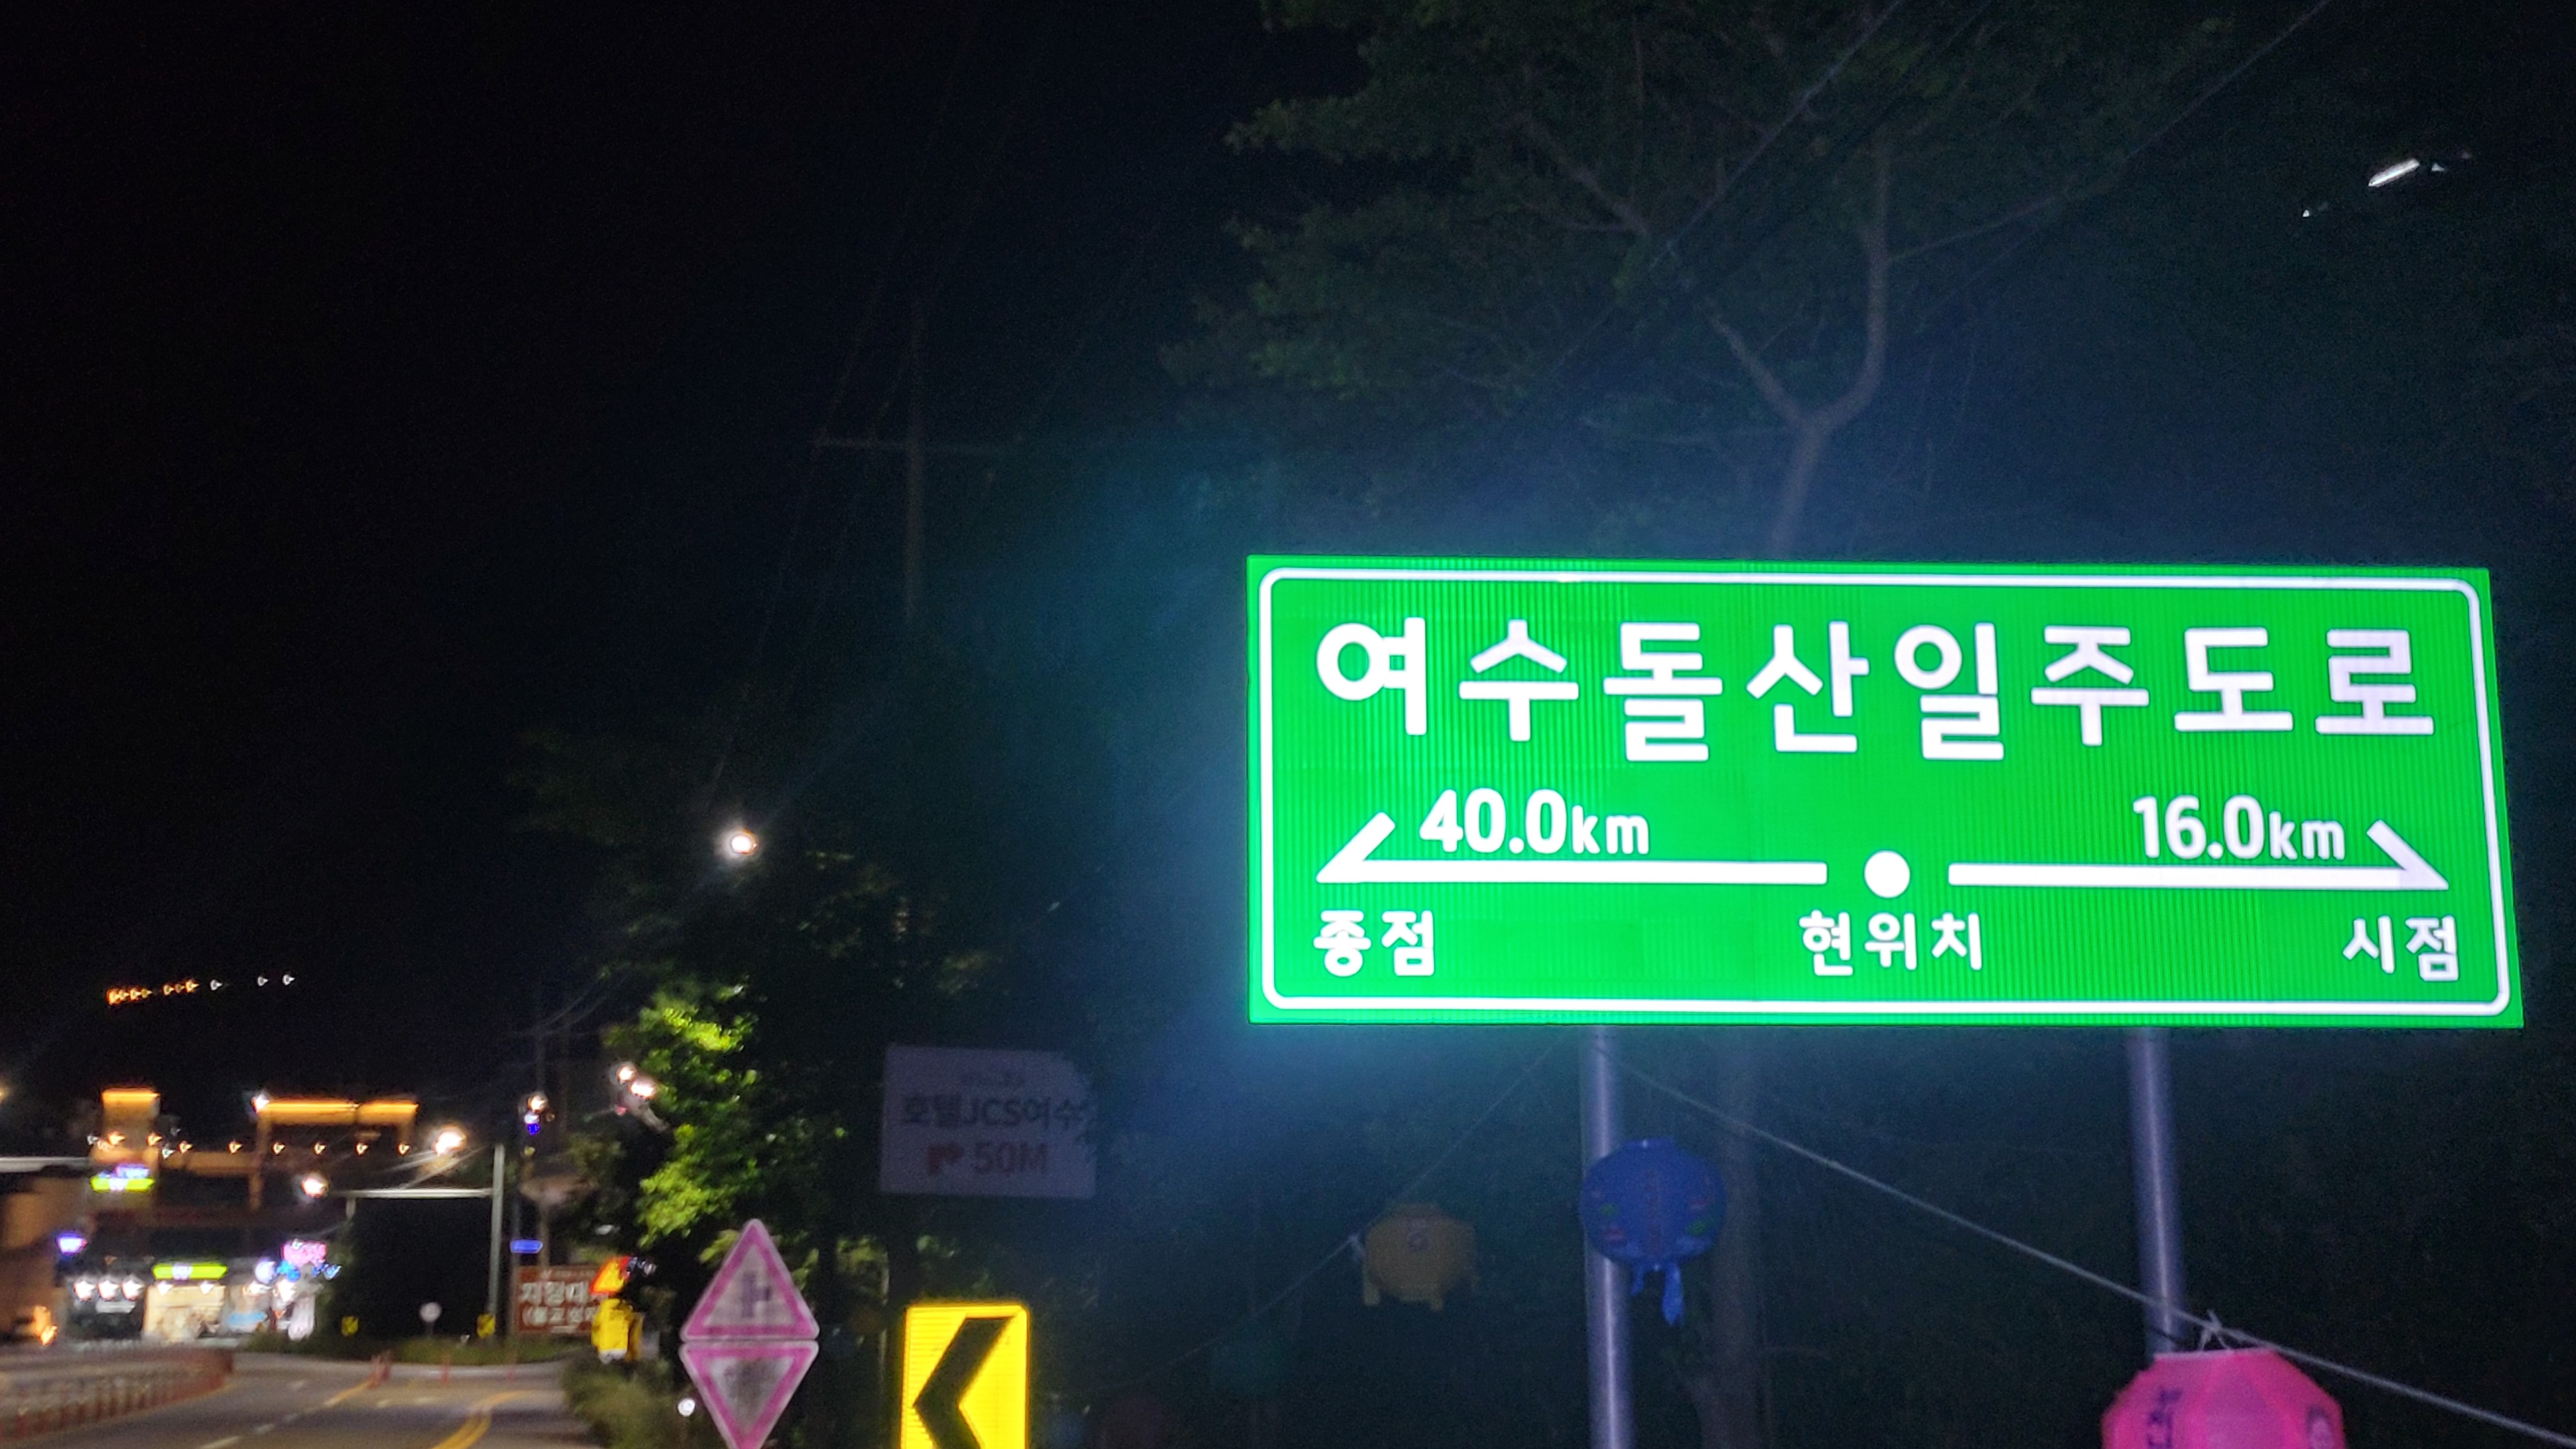 여수돌산일주도로
40.0km 16.0km
종점 현위치 시점
호텔JCS여수
50M